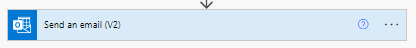 Send an email (V2)